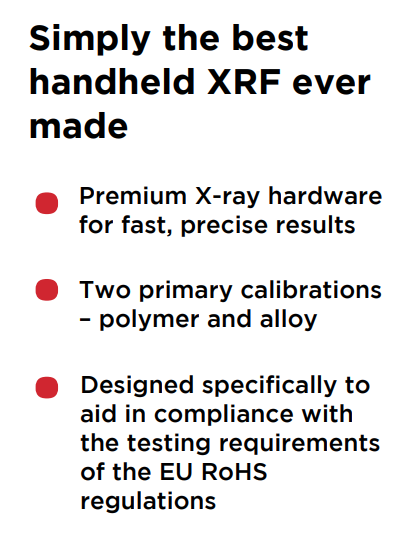 Simply the best
handheld XRF ever
made
Premium X-ray hardware
for fast, precise results
Two primary calibrations
– polymer and alloy
Designed specifically to
aid in compliance with
the testing requirements
of the EU RoHS
regulations